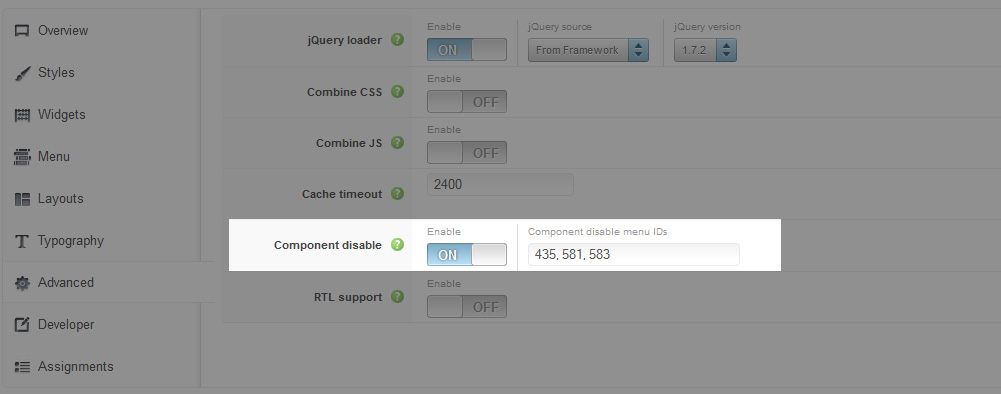 Overview
Styles
Widgets
Menu
Layouts
Typography
Advanced
Developer
Assignments
jQuery loader ?
Enable
ON
jQuery source
From Framework
jQuery version
1.7.2
Combine CSS ?
Enable
OFF
Combine JS ?
Enable
OFF
Cache timeout ?
2400
Component disable ?
Enable
ON
Component disable menu IDs
435, 581, 583
RTL support ?
Enable
OFF